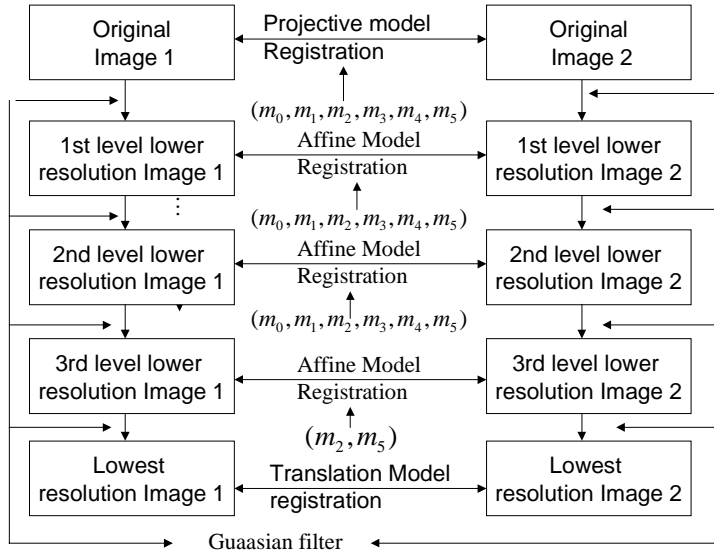 Original
Image 1
Projective model
Registration
Original
Image 2
(m0, m1, m2, m3, m4, m5)
1st level lower
resolution Image 1
Affine Model
Registration
1st level lower
resolution Image 2
(m0, m1, m2, m3, m4, m5)
2nd level lower
resolution Image 1
Affine Model
Registration
2nd level lower
resolution Image 2
(m0, m1, m2, m3, m4, m5)
3rd level lower
resolution Image 1
Affine Model
Registration
3rd level lower
resolution Image 2
(m2, m5)
Lowest
resolution Image 1
Translation Model
registration
Lowest
resolution Image 2
Guaasian filter